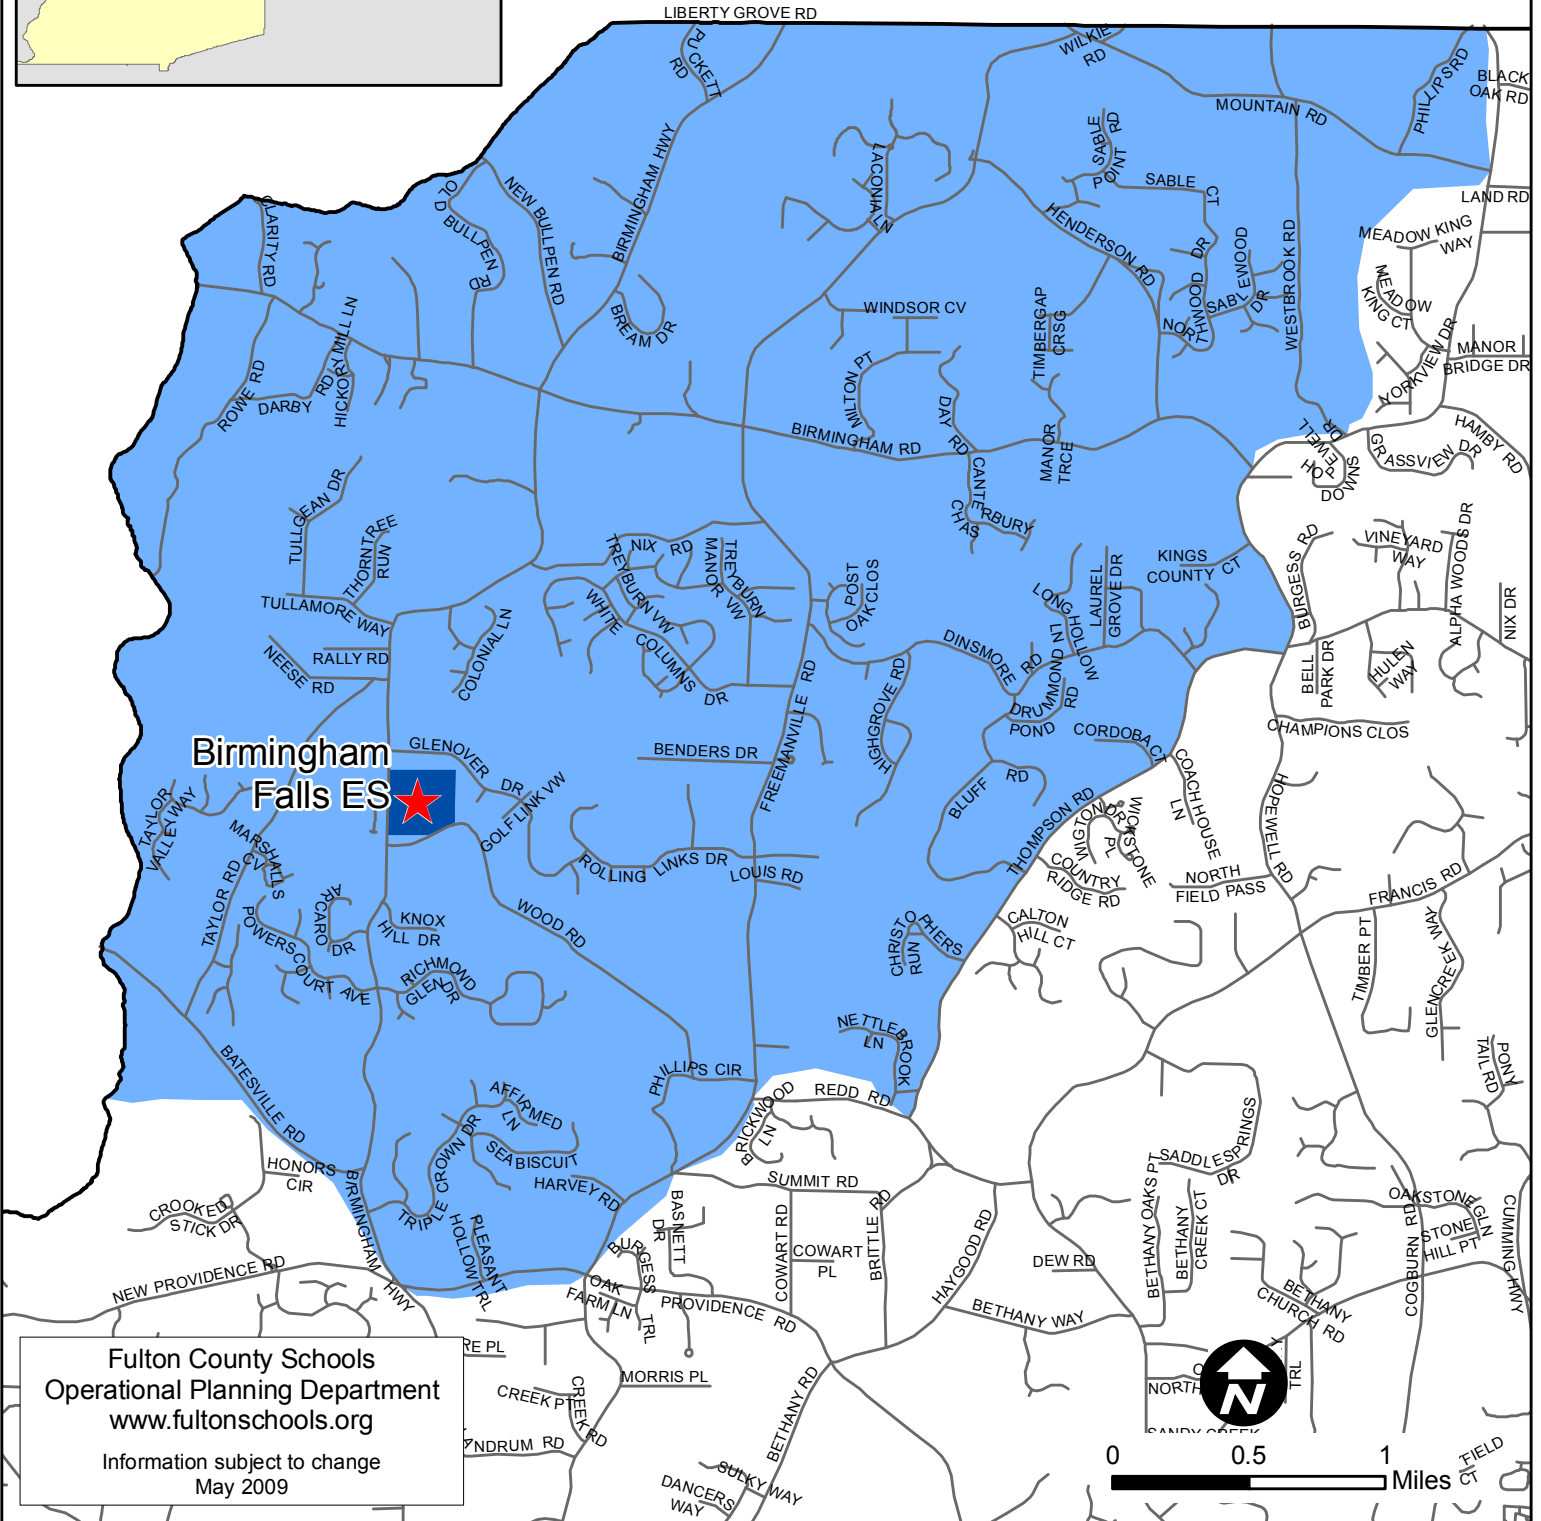 LIBERTY GROVE RD
PUCKETT
RD
WILKIE
RD
PHILLIPS RD
BLACK
OAK RD
MOUNTAIN RD
BIRMINGHAM HWY
LACONIA LN
SABLE
POINT
RD
SABLE
CT
LAND RD
OLD BULLPEN
RD
NEW BULLPEN RD
CLARITY RD
HENDERSON RD
NORTHWOOD DR
SABLEWOOD
DR
WESTBROOK RD
MEADOW KING
WAY
MEADOW
KING CT
YORKVIEW DR
MANOR
BRIDGE DR
BREAM DR
WINDSOR CV
TIMBERGAP
CRSG
HICKORY MILL LN
ROWE RD
DARBY RD
MILTON PT
DAY RD
BIRMINGHAM RD
MANOR
TRCE
CANTERBURY
CHAS
HOPEWELL
DR
DOWNS
GRASSVIEW DR
HAMBY RD
TULLGEAN DR
THORNTREE
RUN
TULLAMORE WAY
NIX RD
TREYBURN VW
TREYBURN
MANOR VW
WHITE
COLUMNS
DR
POST
OAK CLOS
KINGS
COUNTY CT
LAUREL
GROVE DR
LONG HOLLOW
LN
BURGESS RD
VINEYARD
WAY
ALPHA WOODS DR
NIX DR
COLONIAL LN
RALLY RD
NEESE RD
DINSMORE RD
DRUMMOND
POND
RD
HIGHGROVE RD
FREEMANVILLE RD
BELL
PARK DR
HULEN
WAY
CHAMPIONS CLOS
CORDOBA CT
COACH HOUSE
LN
HOPEWELL RD
Birmingham
Falls ES
GLENOVER DR
GOLF LINK VW
BENDERS DR
BLUFF RD
THOMPSON RD
WICKSTONE
PL
COUNTRY
RIDGE RD
NORTH
FIELD PASS
FRANCIS RD
TAYLOR
VALLEY WAY
MARSHALLS
CV
TAYLOR RD
ROLLING
LINKS DR
LOUIS RD
POWERS COURT AVE
ARCARO
DR
KNOX
HILL DR
WOOD RD
RICHMOND
GLEN DR
CHRISTOPHERS
RUN
CALTON
HILL CT
TIMBER PT
GLENCREEK WAY
PONY
TAIL RD
NETTLEBROOK
LN
BATESVILLE RD
PHILLIPS CIR
REDD RD
BRICKWOOD
LN
AFFIRMED
LN
SEABISCUIT
TRIPLE CROWN DR
HARVEY RD
PLEASANT
HOLLOW TRL
SADDLESPRINGS
DR
HONORS
CIR
CROOKED
STICK DR
BIRMINGHAM
HWY
NEW PROVIDENCE RD
SUMMIT RD
BASNETT
DR
COWART RD
COWART
PL
BRITTLE RD
HAYGOOD RD
DEW RD
BETHANY OAKS PT
BETHANY
CREEK CT
OAKSTONE GLN
STONE
HILL PT
COGBURN RD
CUMMING HWY
BURGESS
TRL
OAK
FARM LN
PROVIDENCE RD
BETHANY WAY
BETHANY
CHURCH RD
MORRIS PL
CREEK PT
CREEK RD
BETHANY RD
SULKY WAY
DANCERS
WAY
NORTH
TRL
FIELD
CT
Fulton County Schools
Operational Planning Department
www.fultonschools.org
Information subject to change
May 2009
N
0 0.5 1
Miles